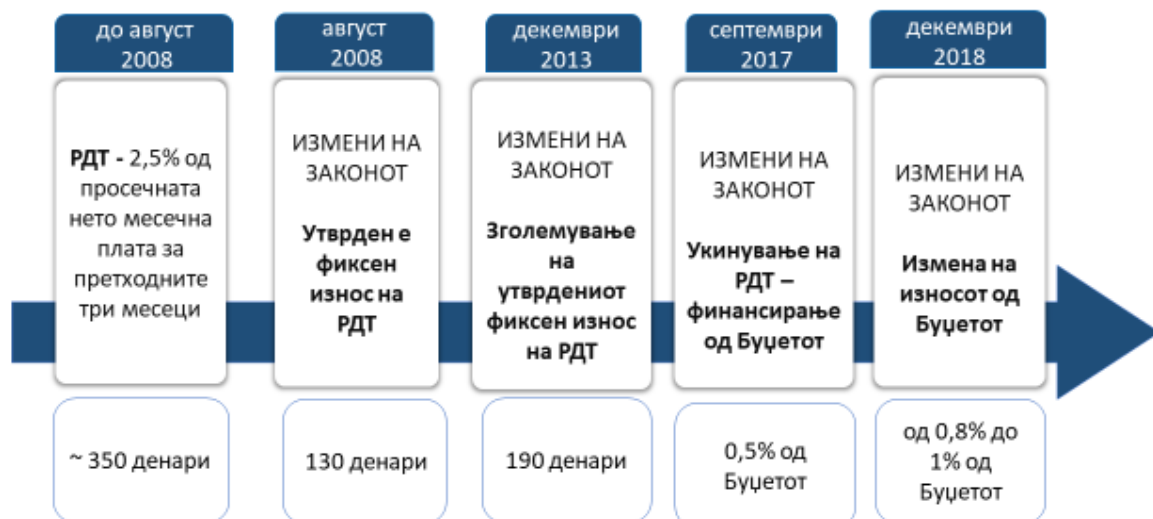 до август
2008
август
2008
декември
2013
септември
2017
декември
2018
РДТ - 2,5% од
просечната
нето месечна
плата за
претходните
три месеци
ИЗМЕНИ НА
ЗАКОНОТ
Утврден е
фиксен
износ на
РДТ
ИЗМЕНИ НА
ЗАКОНОТ
Зголемување
на
утврдениот
фиксен износ
на РДТ
ИЗМЕНИ НА
ЗАКОНОТ
Укинување на
РДТ –
финансирање
од Буџетот
ИЗМЕНИ НА
ЗАКОНОТ
Измена на
износот од
Буџетот
~ 350 денари
130 денари
190 денари
0,5% од
Буџетот
од 0,8% до
1% од
Буџетот